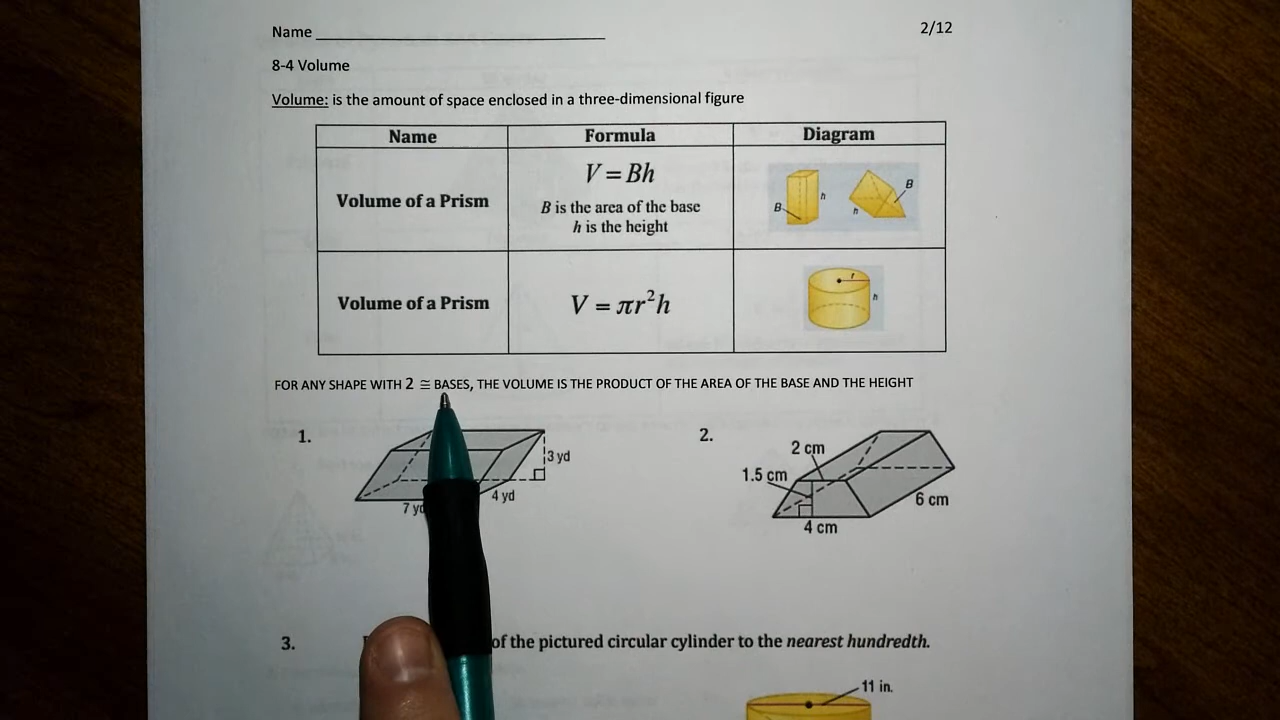 Name 2/12
8-4 Volume
Volume: is the amount of space enclosed in a three-dimensional figure
Name Formula Diagram
Volume of a Prism
V = Bh
B is the area of the base
h is the height
B h h B
Volume of a Prism
V = πr²h
r h
FOR ANY SHAPE WITH 2 ≅ BASES, THE VOLUME IS THE PRODUCT OF THE AREA OF THE BASE AND THE HEIGHT
1.
3 yd
4 yd
7 yd
2.
2 cm
1.5 cm
6 cm
4 cm
3. of the pictured circular cylinder to the nearest hundredth.
11 in.